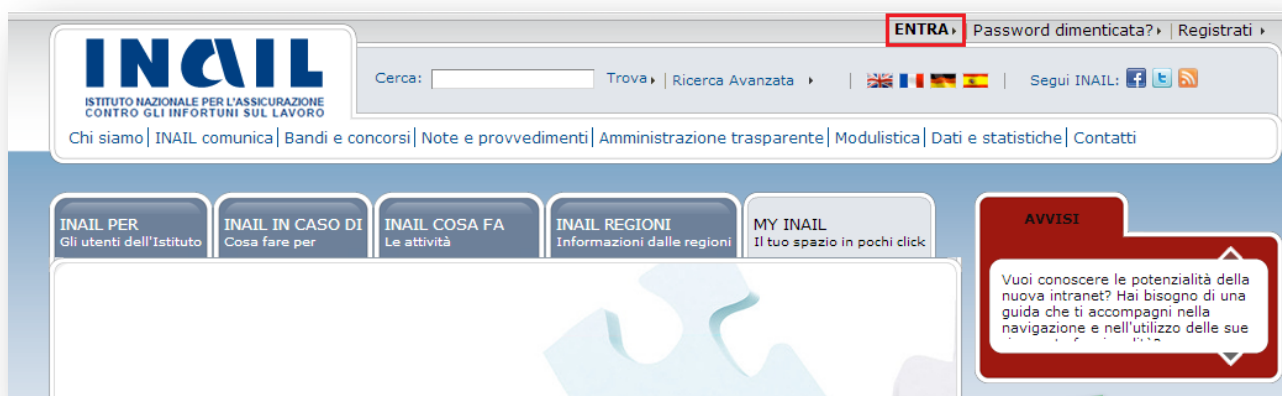 ENTRA | Password dimenticata? | Registrati
INAIL
ISTITUTO NAZIONALE PER L'ASSICURAZIONE
CONTRO GLI INFORTUNI SUL LAVORO
Cerca: Trova | Ricerca Avanzata | | Segui INAIL:
Chi siamo | INAIL comunica | Bandi e concorsi | Note e provvedimenti | Amministrazione trasparente | Modulistica | Dati e statistiche | Contatti
INAIL PER
Gli utenti dell'Istituto
INAIL IN CASO DI
Cosa fare per
INAIL COSA FA
Le attività
INAIL REGIONI
Informazioni dalle regioni
MY INAIL
Il tuo spazio in pochi click
AVVISI
Vuoi conoscere le potenzialità della
nuova intranet? Hai bisogno di una
guida che ti accompagni nella
navigazione e nell'utilizzo delle sue